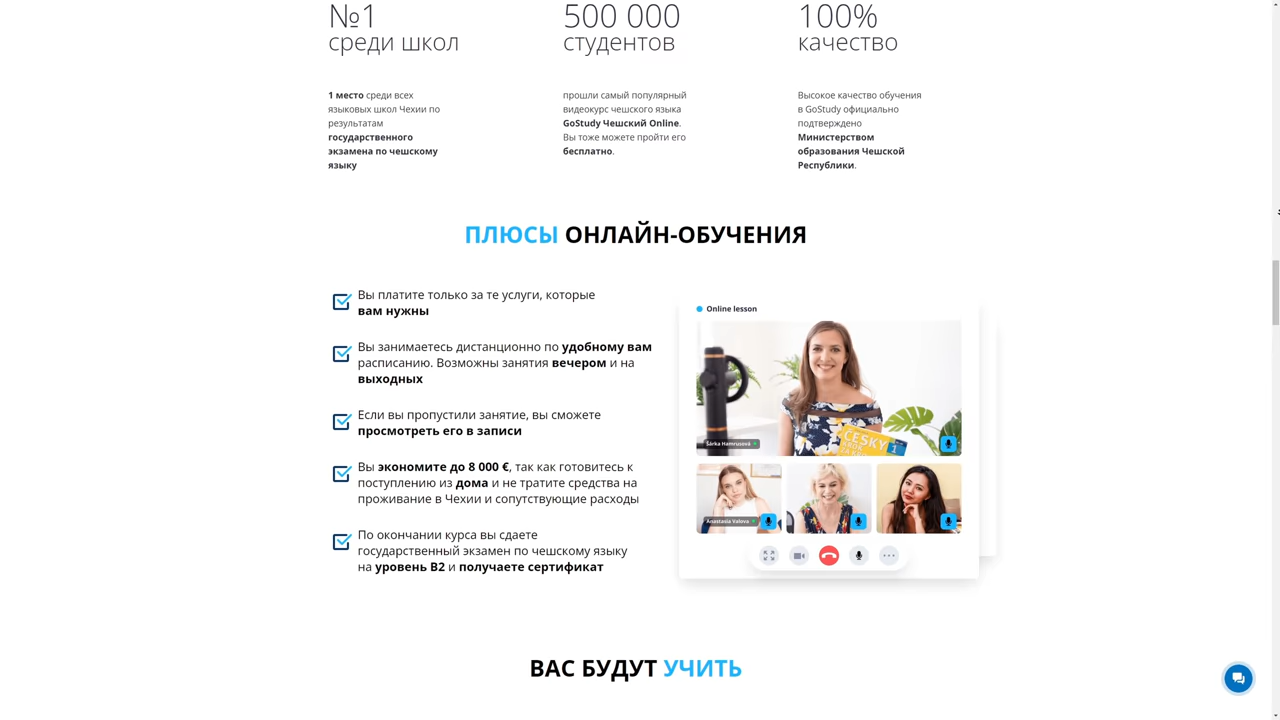 №1
среди школ
1 место среди всех
языковых школ Чехии по
результатам
государственного
экзамена по чешскому
языку
500 000
студентов
прошли самый популярный
видеокурс чешского языка
GoStudy Чешский Online.
Вы тоже можете пройти его
бесплатно.
100%
качество
Высокое качество обучения
в GoStudy официально
подтверждено
Министерством
образования Чешской
Республики.
ПЛЮСЫ ОНЛАЙН-ОБУЧЕНИЯ
Вы платите только за те услуги, которые
вам нужны
Вы занимаетесь дистанционно по удобному вам
расписанию. Возможны занятия вечером и на
выходных
Если вы пропустили занятие, вы сможете
просмотреть его в записи
Вы экономите до 8 000 €, так как готовитесь к
поступлению из дома и не тратите средства на
проживание в Чехии и сопутствующие расходы
По окончании курса вы сдаете
государственный экзамен по чешскому языку
на уровень B2 и получаете сертификат
Online lesson
ČESKY
1
Šárka Hamruzová
Anastasia Valova
ВАС БУДУТ УЧИТЬ